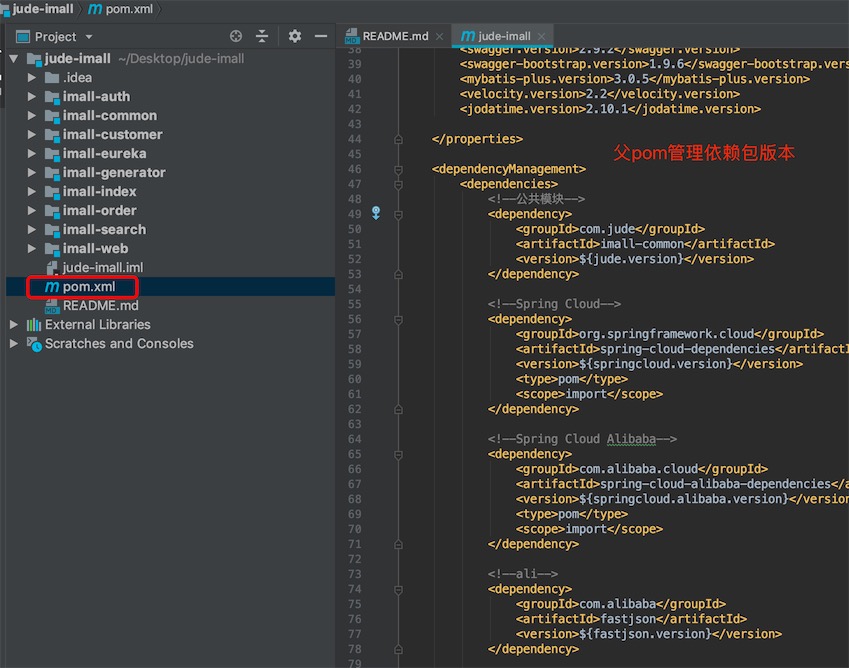 jude-imall
pom.xml
Project
README.md
jude-imall
jude-imall ~/Desktop/jude-imall
.idea
imall-auth
imall-common
imall-customer
imall-eureka
imall-generator
imall-index
imall-order
imall-search
imall-web
jude-imall.iml
pom.xml
README.md
External Libraries
Scratches and Consoles
38 <swagger.version>2.9.2</swagger.version>
39 <swagger-bootstrap.version>1.9.6</swagger-bootstrap.vers
40 <mybatis-plus.version>3.0.5</mybatis-plus.version>
41 <velocity.version>2.2</velocity.version>
42 <jodatime.version>2.10.1</jodatime.version>
43
44 </properties>
父pom管理依赖包版本
45
46 <dependencyManagement>
47 <dependencies>
48 <!--公共模块-->
49 <dependency>
50 <groupId>com.jude</groupId>
51 <artifactId>imall-common</artifactId>
52 <version>${jude.version}</version>
53 </dependency>
54
55 <!--Spring Cloud-->
56 <dependency>
57 <groupId>org.springframework.cloud</groupId>
58 <artifactId>spring-cloud-dependencies</artifactI
59 <version>${springcloud.version}</version>
60 <type>pom</type>
61 <scope>import</scope>
62 </dependency>
63
64 <!--Spring Cloud Alibaba-->
65 <dependency>
66 <groupId>com.alibaba.cloud</groupId>
67 <artifactId>spring-cloud-alibaba-dependencies</a
68 <version>${springcloud.alibaba.version}</version
69 <type>pom</type>
70 <scope>import</scope>
71 </dependency>
72
73 <!--ali-->
74 <dependency>
75 <groupId>com.alibaba</groupId>
76 <artifactId>fastjson</artifactId>
77 <version>${fastjson.version}</version>
78 </dependency>
79